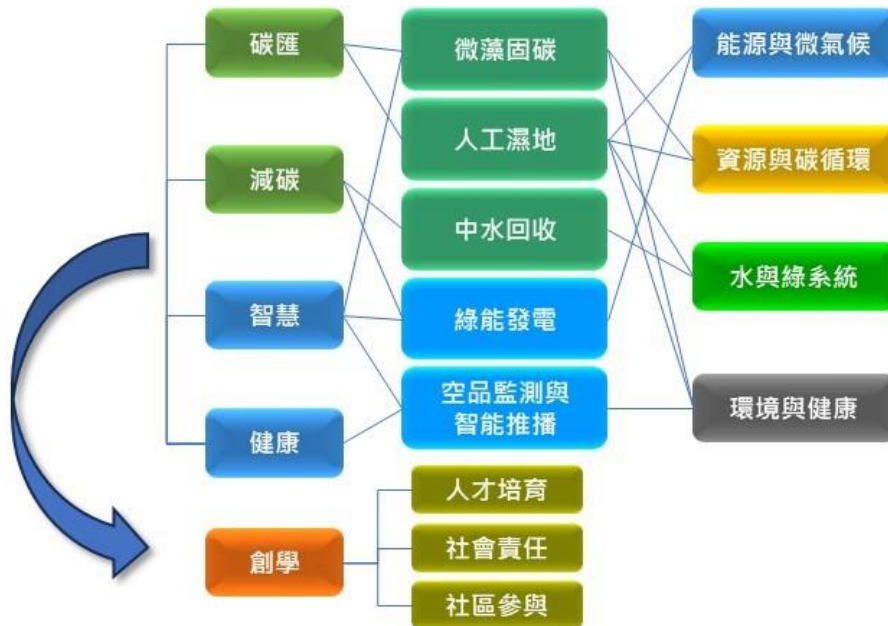 碳匯
減碳
智慧
健康
創學
微藻固碳
人工濕地
中水回收
綠能發電
空品監測與
智能推播
人才培育
社會責任
社區參與
能源與微氣候
資源與碳循環
水與綠系統
環境與健康